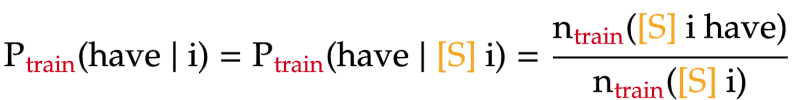 P_train(have | i) = P_train(have | [S] i) = n_train([S] i have) / n_train([S] i)